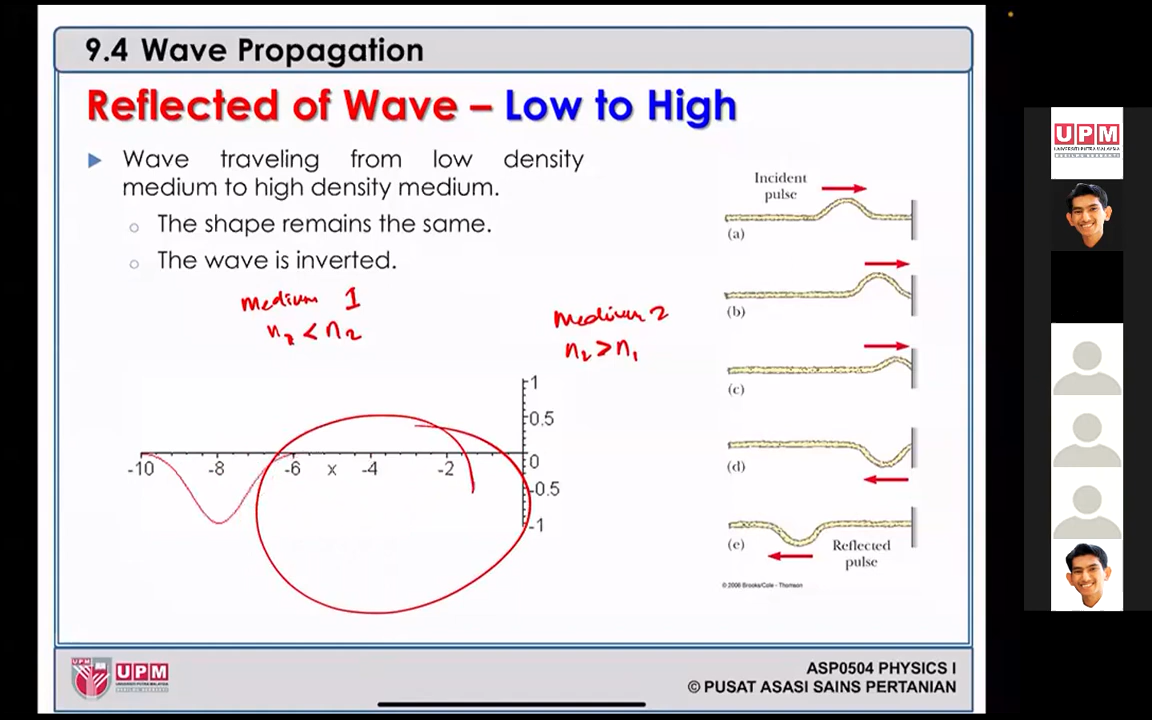 9.4 Wave Propagation
Reflected of Wave – Low to High
Wave traveling from low density
medium to high density medium.
The shape remains the same.
The wave is inverted.
medium 1
n₁ < n₂
medium 2
n₂ > n₁
1
0.5
0
-0.5
-1
-10
-8
-6
x
-4
-2
Incident
pulse
(a)
(b)
(c)
(d)
(e)
Reflected
pulse
© 2006 Brooks/Cole - Thomson
UPM
ASP0504 PHYSICS I
© PUSAT ASASI SAINS PERTANIAN
UPM